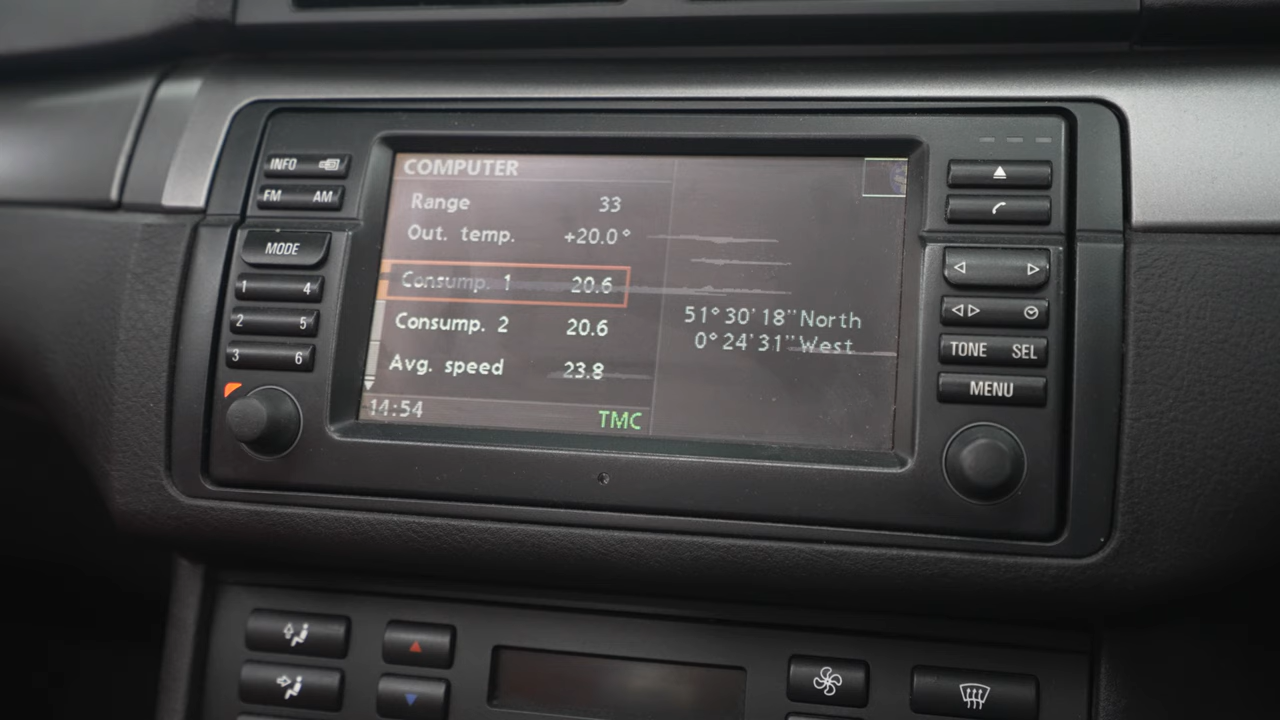 INFO
FM AM
MODE
1 4
2 5
3 6
COMPUTER
Range 33
Out. temp. +20.0°
Consump. 1 20.6
Consump. 2 20.6
Avg. speed 23.8
14:54 TMC
51°30'18"North
0°24'31"West
TONE SEL
MENU